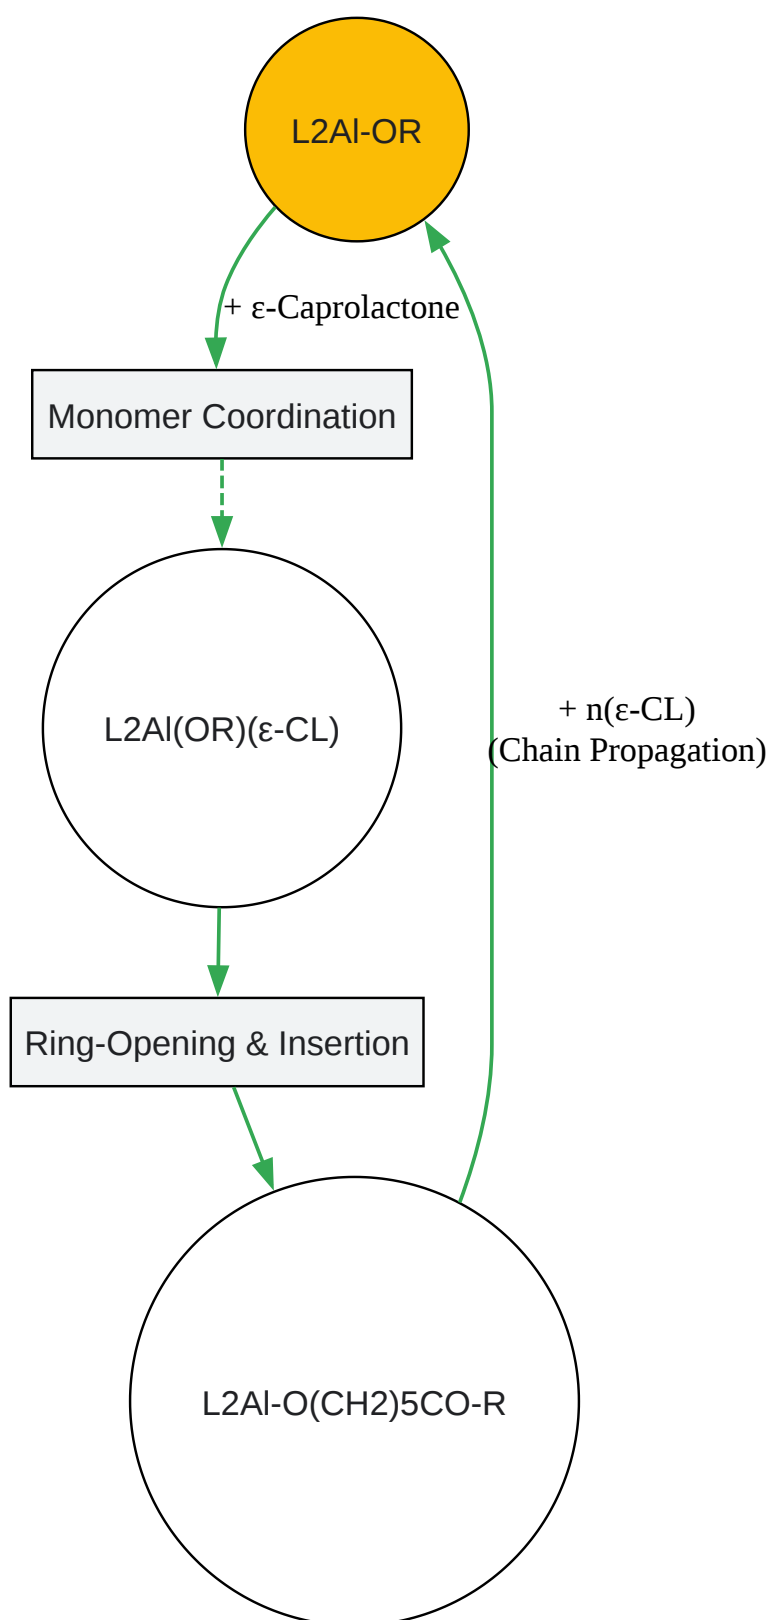 L2Al-OR
+ ε-Caprolactone
Monomer Coordination
L2Al(OR)(ε-CL)
+ n(ε-CL)
(Chain Propagation)
Ring-Opening & Insertion
L2Al-O(CH2)5CO-R